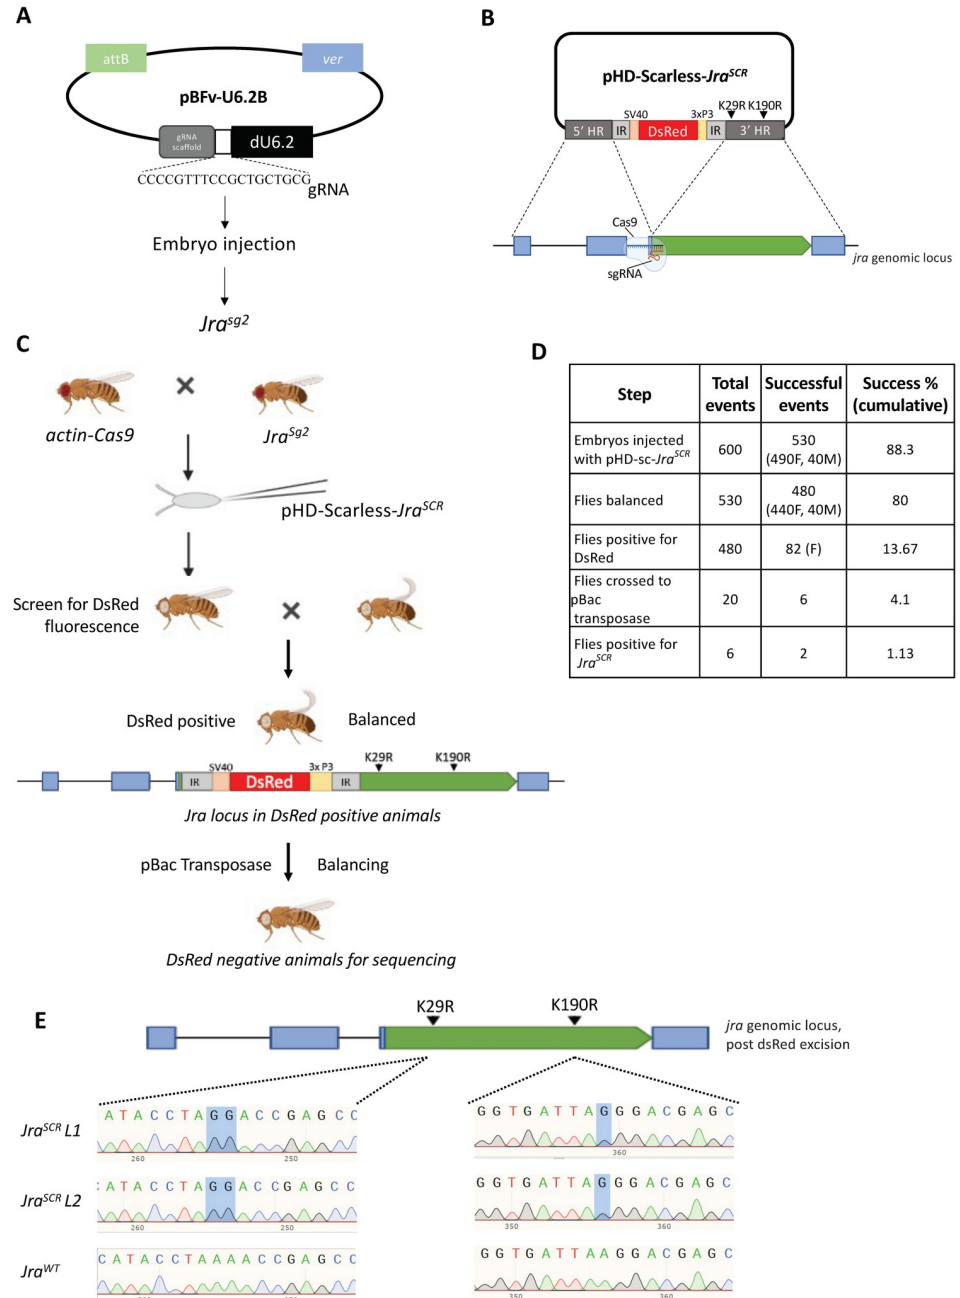 A
attB
ver
pBFv-U6.2B
gRNA
scaffold
dU6.2
CCCCGTTTCCGCTGCTGCG
gRNA
Embryo injection
Jra^sg2
B
pHD-Scarless-Jra^SCR
K29R K190R
SV40 3xP3
5' HR IR DsRed IR 3' HR
Cas9
sgRNA
jra genomic locus
C
actin-Cas9
Jra^Sg2
pHD-Scarless-Jra^SCR
Screen for DsRed
fluorescence
DsRed positive Balanced
K29R K190R
SV40 3x P3
IR DsRed IR
Jra locus in DsRed positive animals
pBac Transposase Balancing
DsRed negative animals for sequencing
D
Step Total events Successful events Success % (cumulative)
Embryos injected with pHD-sc-Jra^SCR 600 530 (490F, 40M) 88.3
Flies balanced 530 480 (440F, 40M) 80
Flies positive for DsRed 480 82 (F) 13.67
Flies crossed to pBac transposase 20 6 4.1
Flies positive for Jra^SCR 6 2 1.13
E
K29R K190R
jra genomic locus,
post dsRed excision
Jra^SCR L1
ATACCTAGGACCGAGCC
260 250
GGTGATTAGGGACGAGC
360
Jra^SCR L2
ATACCTAGGACCGAGCC
260 250
GGTGATTAGGGACGAGC
350 360
Jra^WT
CATACCTAAAACCGAGCC
GGTGATTAAGGACGAGC
350 360